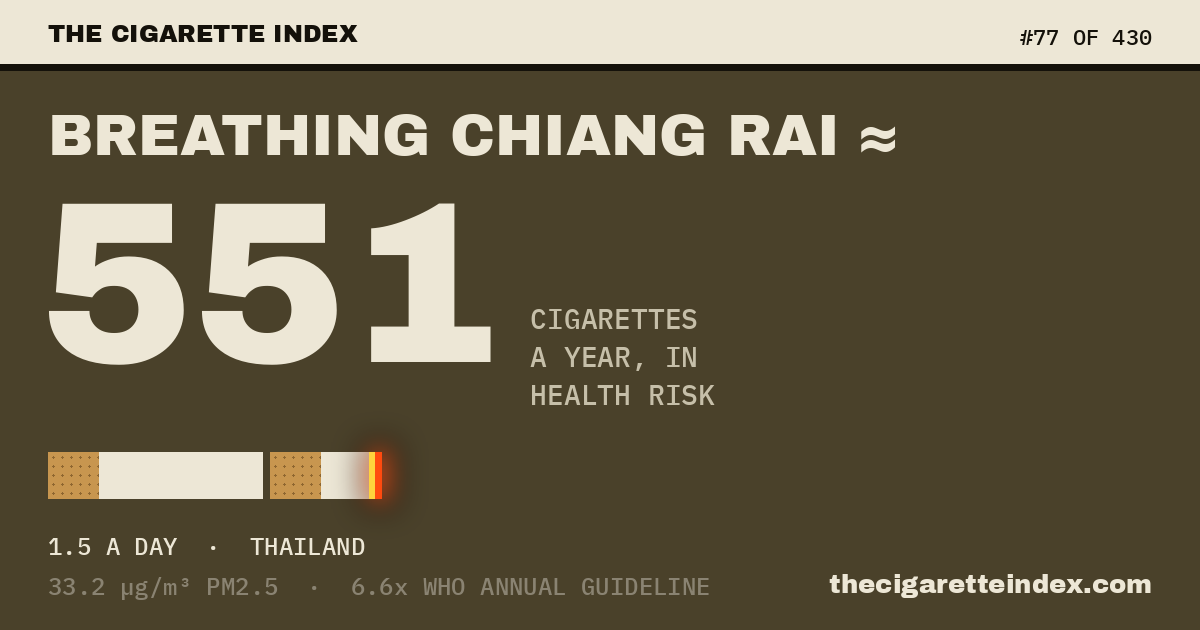 THE CIGARETTE INDEX
#77 OF 430
BREATHING CHIANG RAI ≈
551
CIGARETTES
A YEAR, IN
HEALTH RISK
1.5 A DAY · THAILAND
33.2 µg/m³ PM2.5 · 6.6x WHO ANNUAL GUIDELINE
thecigaretteindex.com